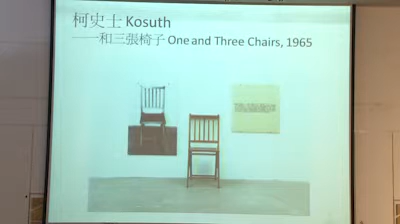 柯史士 Kosuth
——一和三張椅子 One and Three Chairs, 1965